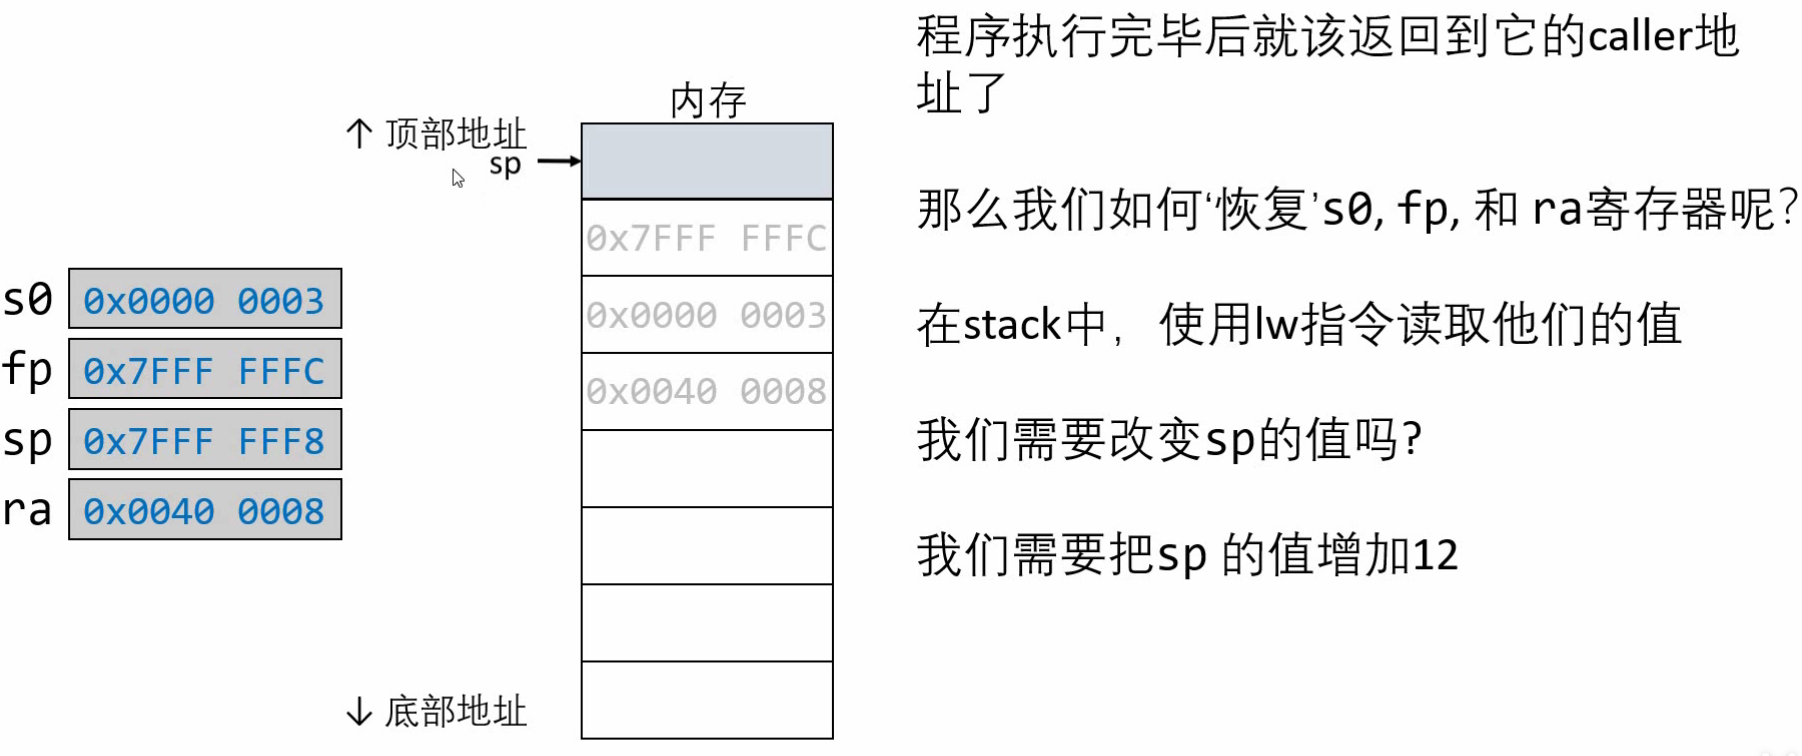 程序执行完毕后就该返回到它的caller地
址了
内存
↑ 顶部地址
sp
0x7FFF FFFC
0x0000 0003
0x0040 0008
↓ 底部地址
s0 0x0000 0003
fp 0x7FFF FFFC
sp 0x7FFF FFF8
ra 0x0040 0008
那么我们如何‘恢复’s0, fp, 和 ra寄存器呢?
在stack中，使用lw指令读取他们的值
我们需要改变sp的值吗?
我们需要把sp 的值增加12